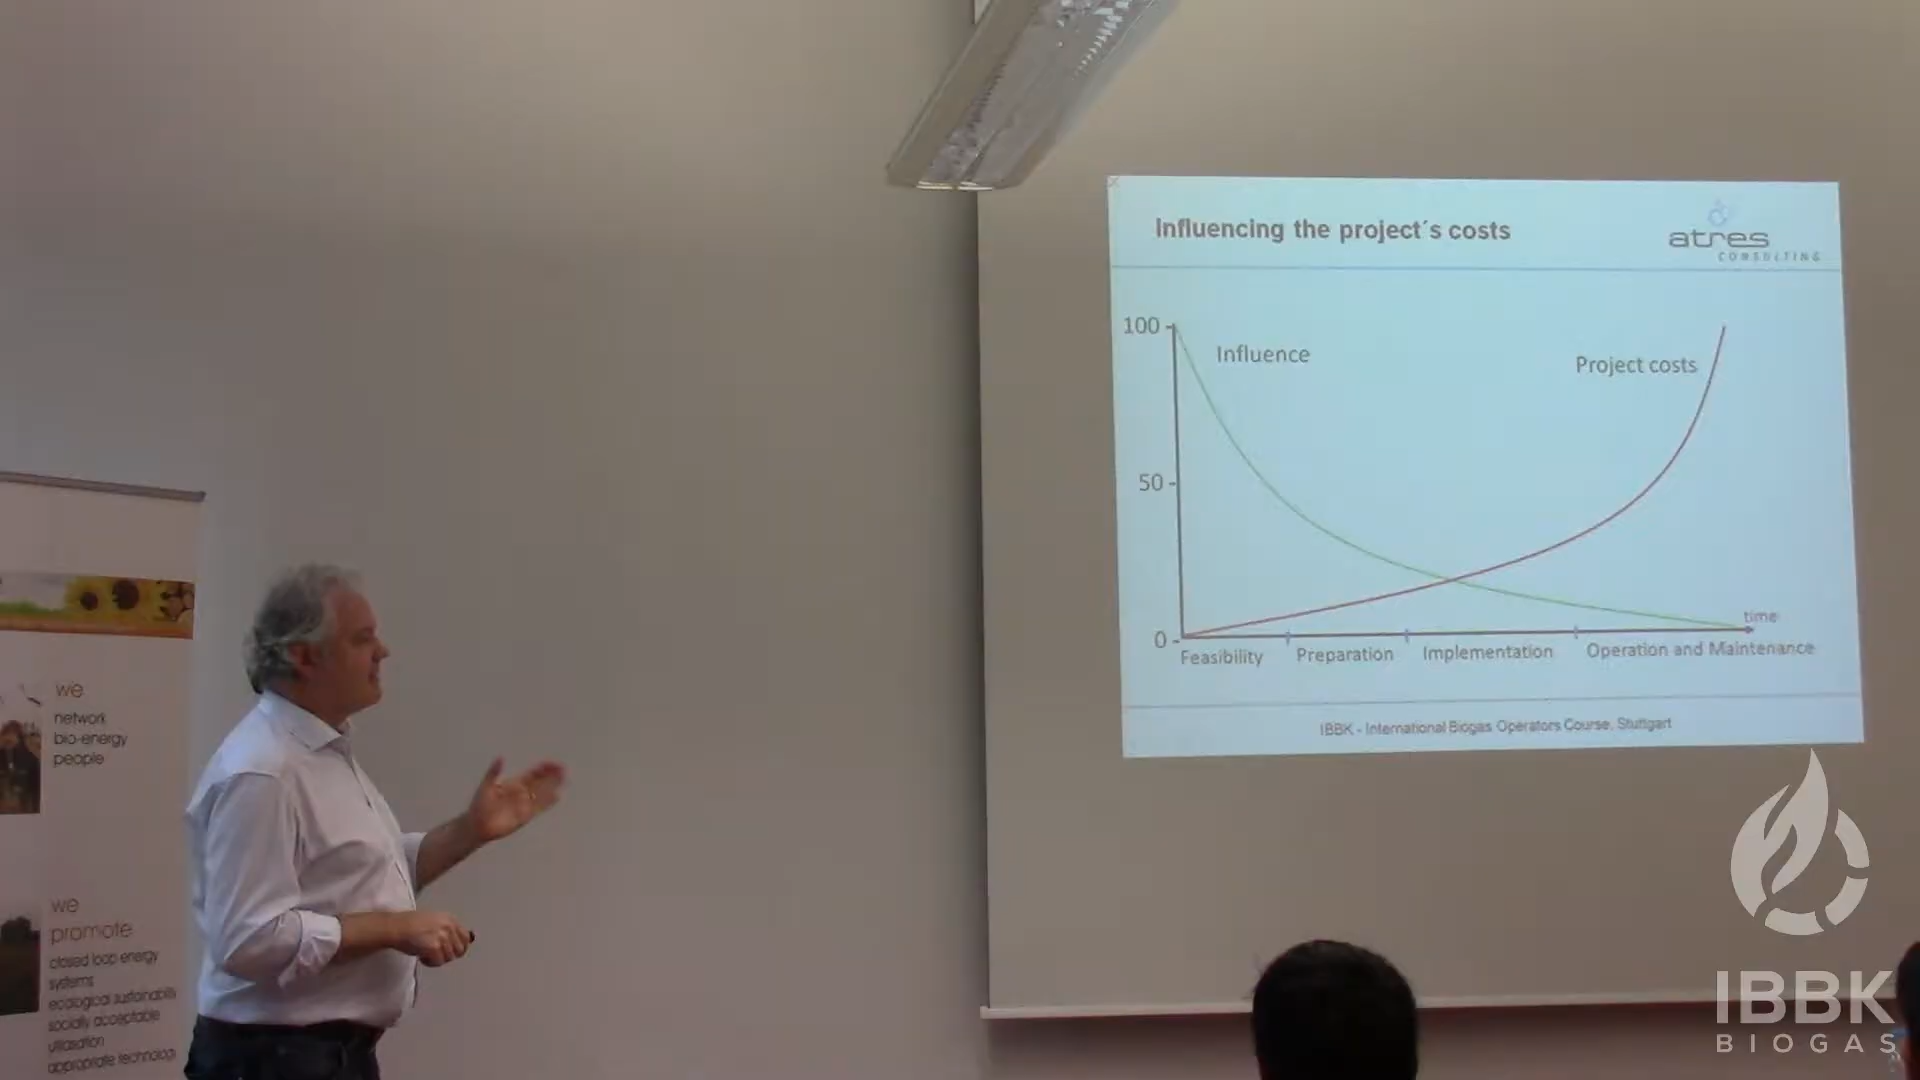 Influencing the project´s costs
atres
CONSULTING
100
Influence
Project costs
50
time
0
Feasibility
Preparation
Implementation
Operation and Maintenance
IBBK - International Biogas Operators Course, Stuttgart
we
network
bio-energy
people
we
promote
closed loop energy
systems
ecological sustainability
socially acceptable
utilisation
appropriate technology
IBBK
BIOGAS